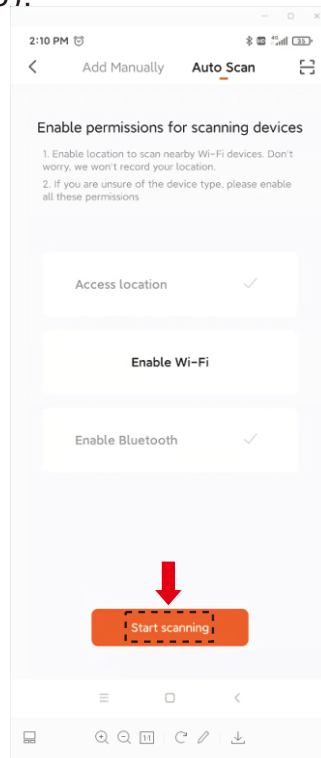 2:10 PM
Add Manually Auto Scan
Enable permissions for scanning devices
1. Enable location to scan nearby Wi-Fi devices. Don't
worry, we won't record your location.
2. If you are unsure of the device type, please enable
all these permissions
Access location
Enable Wi-Fi
Enable Bluetooth
Start scanning
1:1